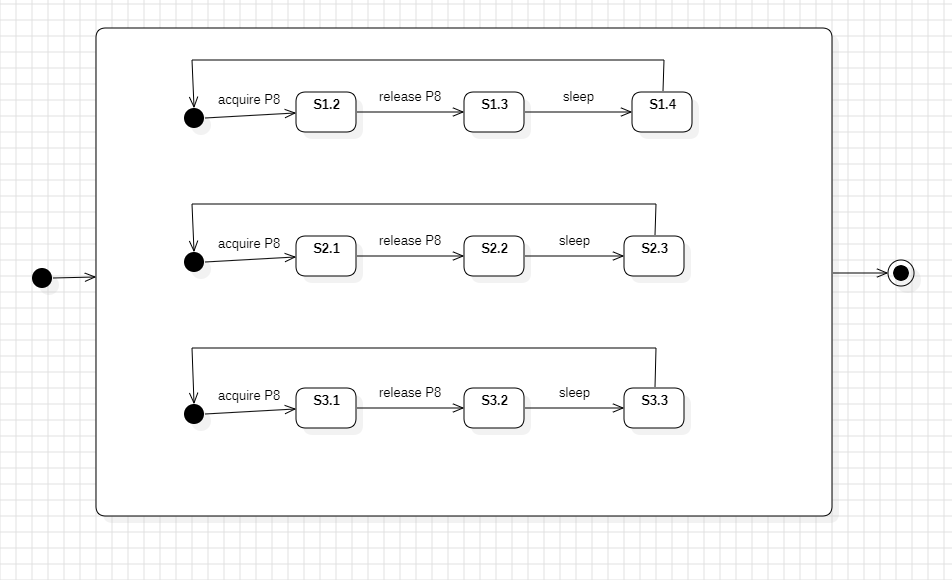 acquire P8
S1.2
release P8
S1.3
sleep
S1.4
acquire P8
S2.1
release P8
S2.2
sleep
S2.3
acquire P8
S3.1
release P8
S3.2
sleep
S3.3